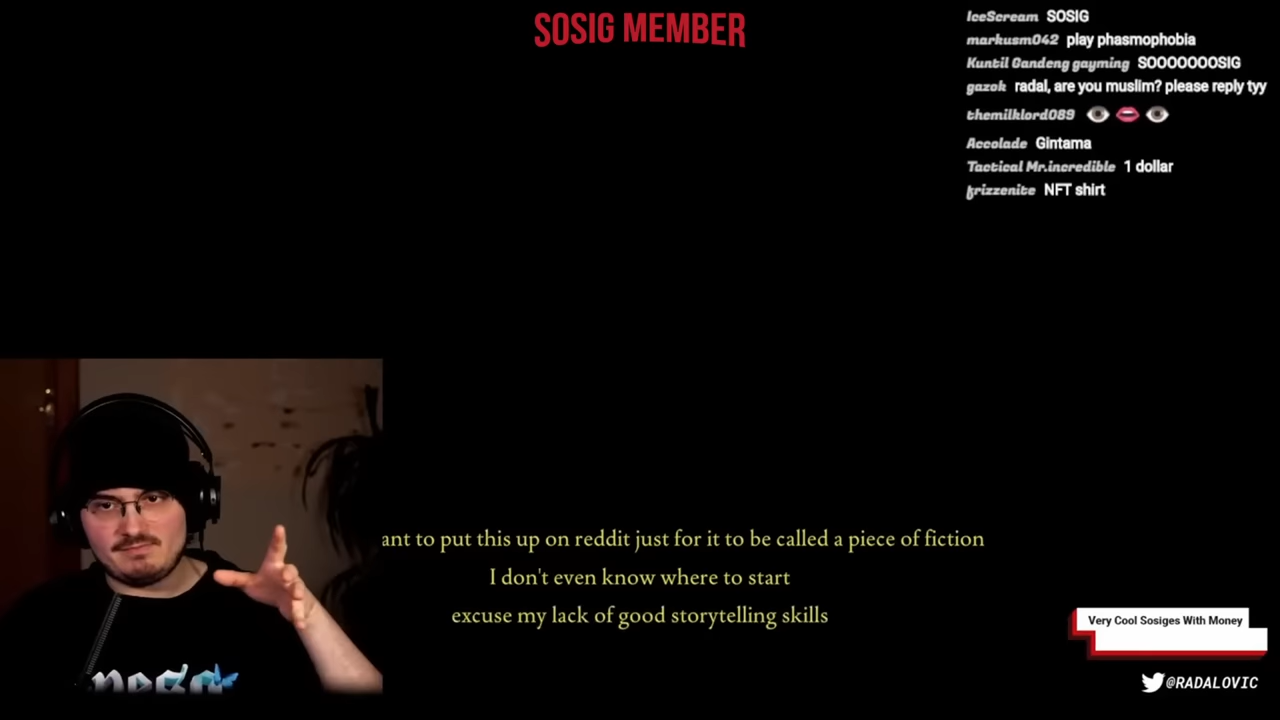 SOSIG MEMBER
IceScream SOSIG
markusm042 play phasmophobia
Kuntil Gandeng gayming SOOOOOOOSIG
gazok radal, are you muslim? please reply tyy
themilklord089
Accolade Gintama
Tactical Mr.incredible 1 dollar
frizzenite NFT shirt
ant to put this up on reddit just for it to be called a piece of fiction
I don't even know where to start
excuse my lack of good storytelling skills
Very Cool Sosiges With Money
@RADALOVIC